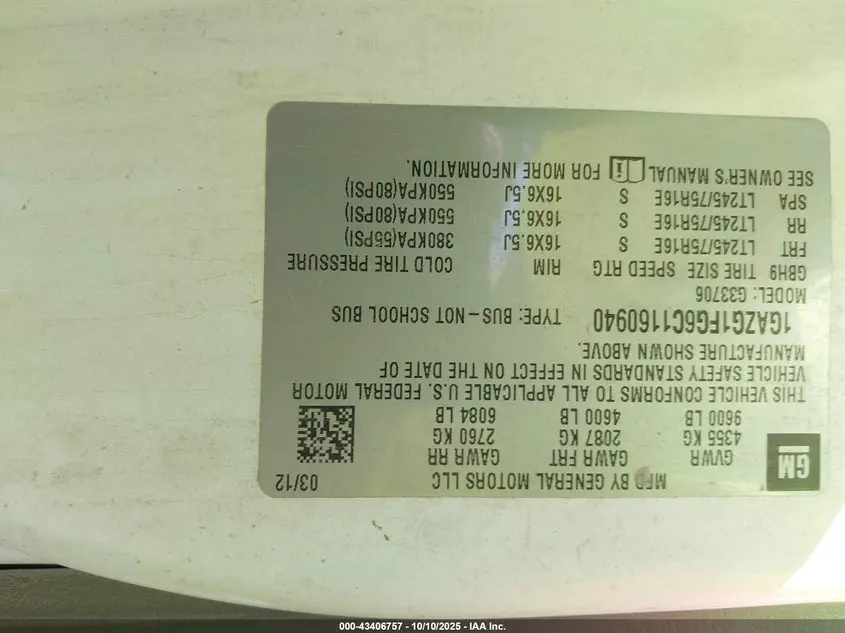 GM
MFD BY GENERAL MOTORS LLC 03/12
GVWR GAWR FRT GAWR RR
4355 KG 2087 KG 2760 KG
9600 LB 4600 LB 6084 LB
THIS VEHICLE CONFORMS TO ALL APPLICABLE U.S. FEDERAL MOTOR
VEHICLE SAFETY STANDARDS IN EFFECT ON THE DATE OF
MANUFACTURE SHOWN ABOVE.
1GAZG1FG6C1160940 TYPE: BUS-NOT SCHOOL BUS
MODEL: G33706
GBH9 TIRE SIZE SPEED RTG RIM COLD TIRE PRESSURE
FRT LT245/75R16E S 16X6.5J 380KPA(55PSI)
RR LT245/75R16E S 16X6.5J 550KPA(80PSI)
SPA LT245/75R16E S 16X6.5J 550KPA(80PSI)
SEE OWNER'S MANUAL i FOR MORE INFORMATION.
000-43406757 - 10/10/2025 - IAA Inc.